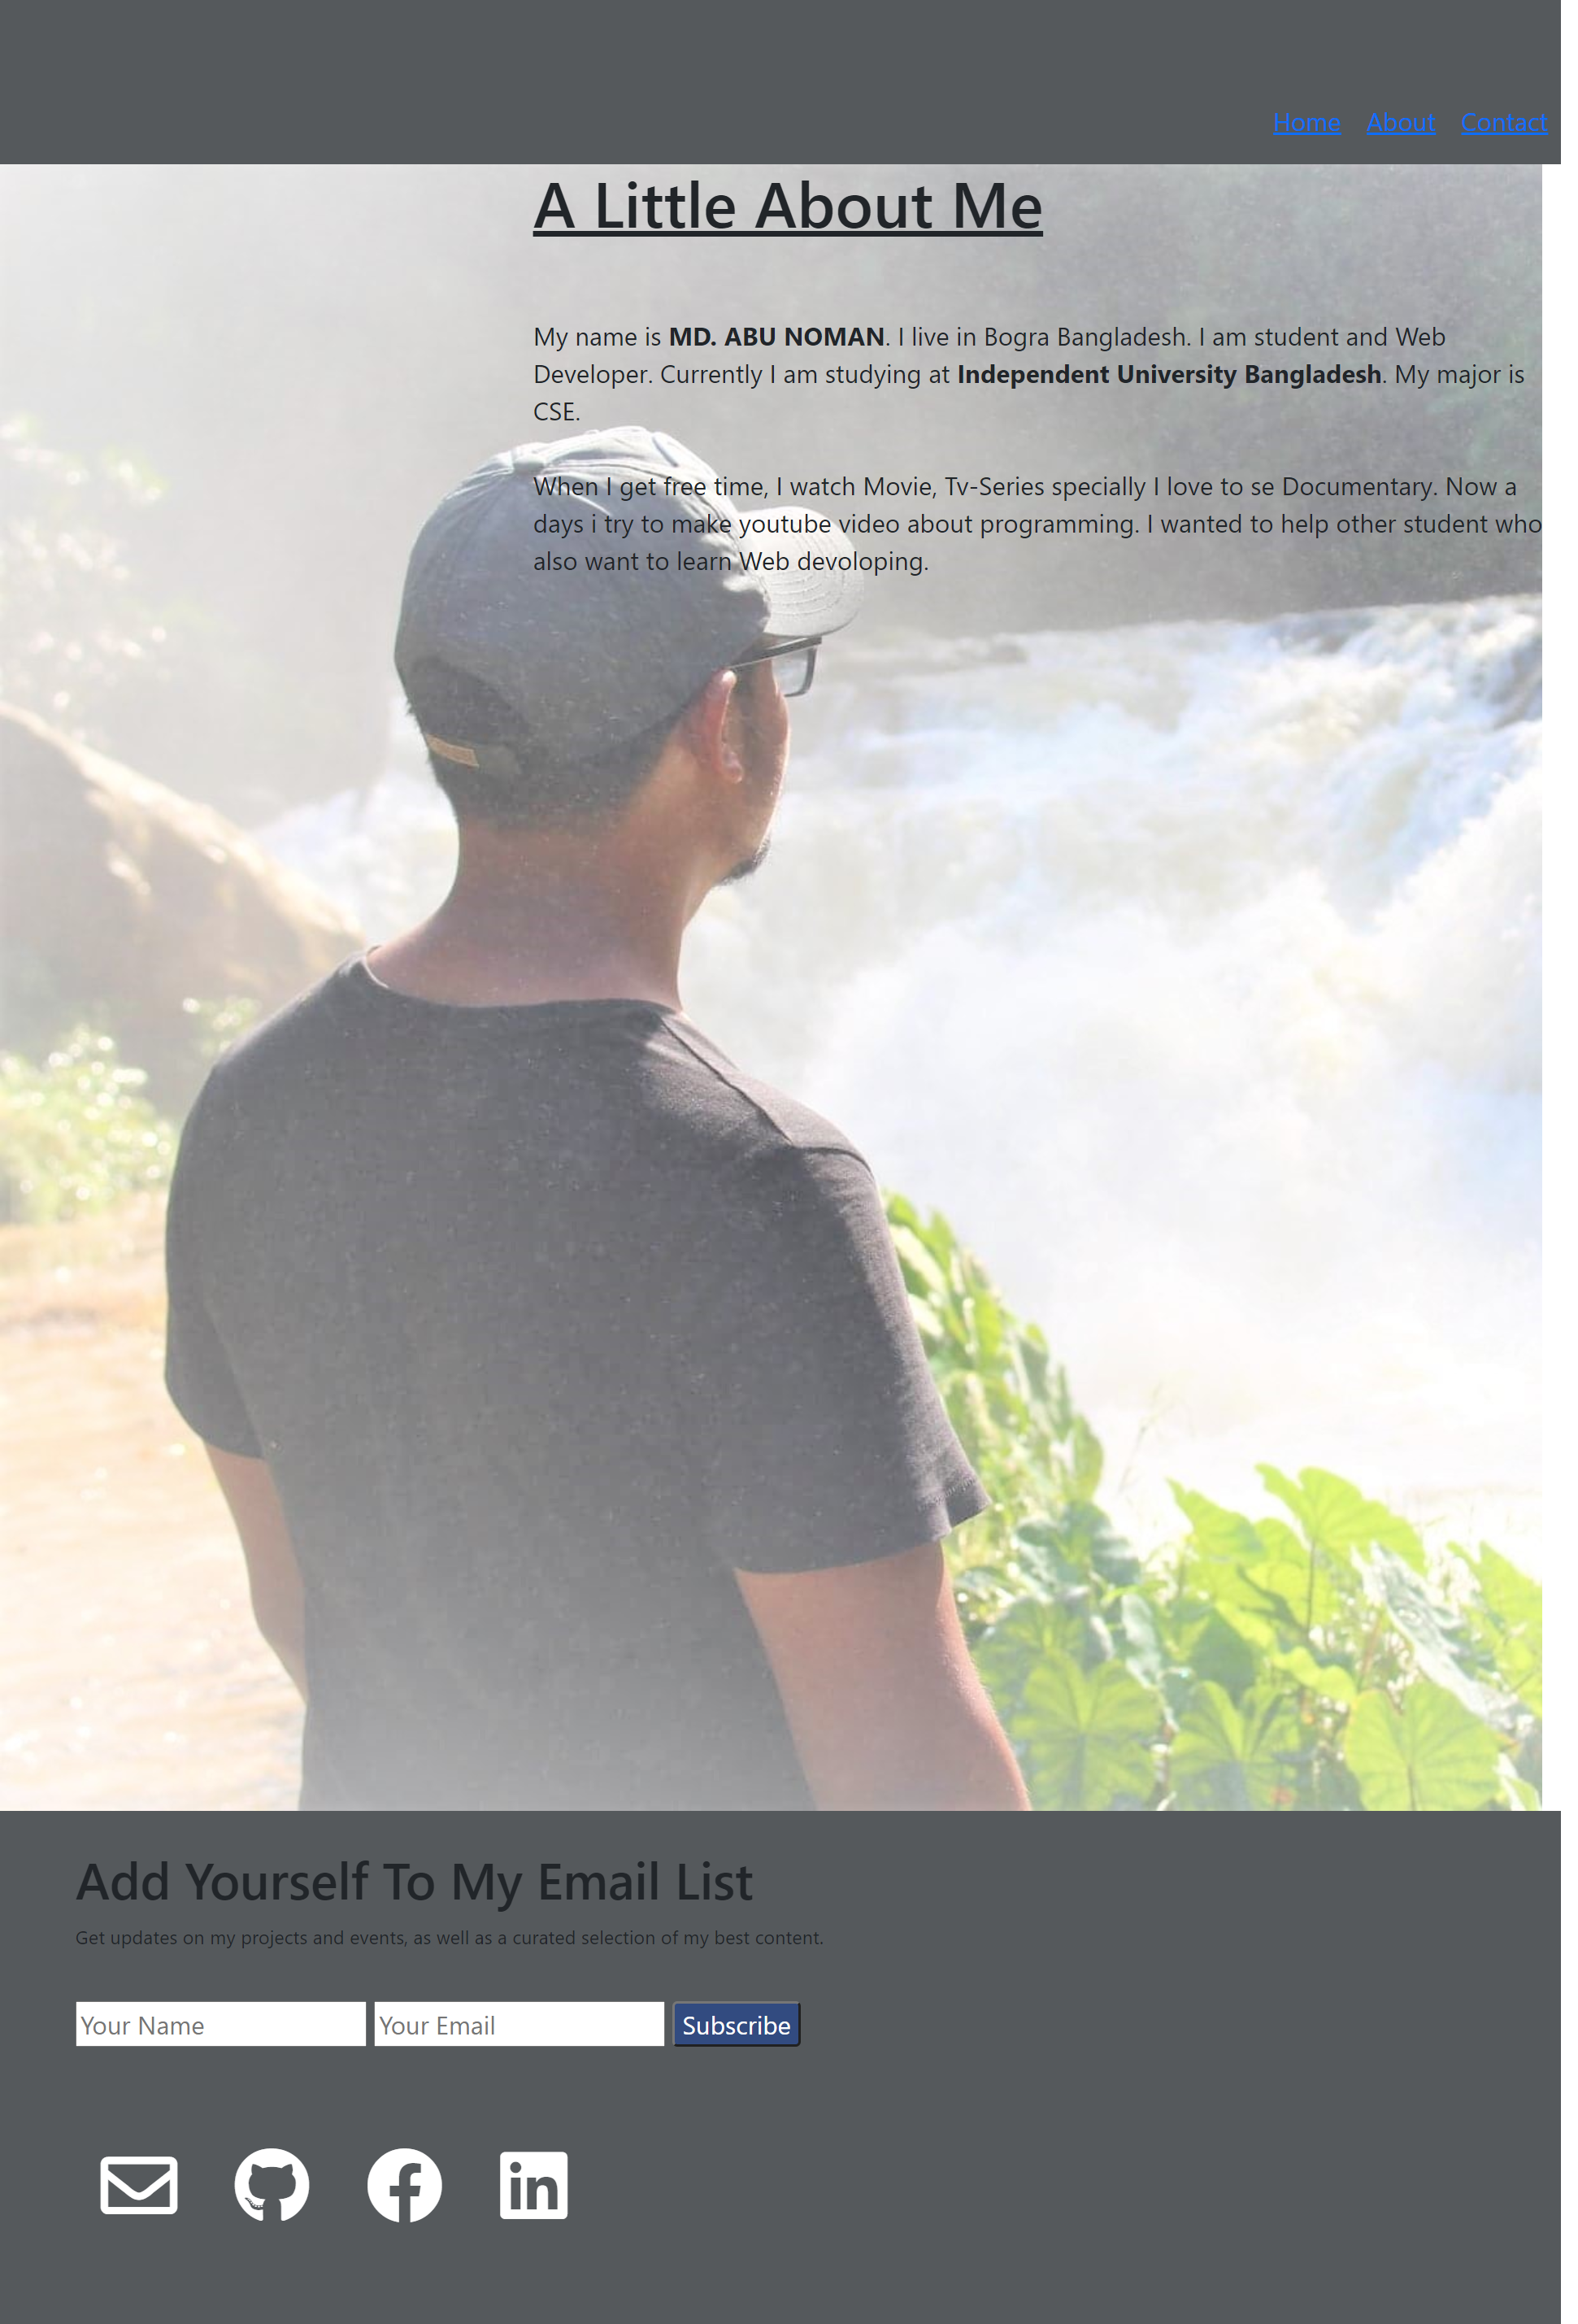 Home About Contact
A Little About Me
My name is MD. ABU NOMAN. I live in Bogra Bangladesh. I am student and Web
Developer. Currently I am studying at Independent University Bangladesh. My major is
CSE.
When I get free time, I watch Movie, Tv-Series specially I love to se Documentary. Now a
days i try to make youtube video about programming. I wanted to help other student who
also want to learn Web devoloping.
Add Yourself To My Email List
Get updates on my projects and events, as well as a curated selection of my best content.
Your Name Your Email Subscribe